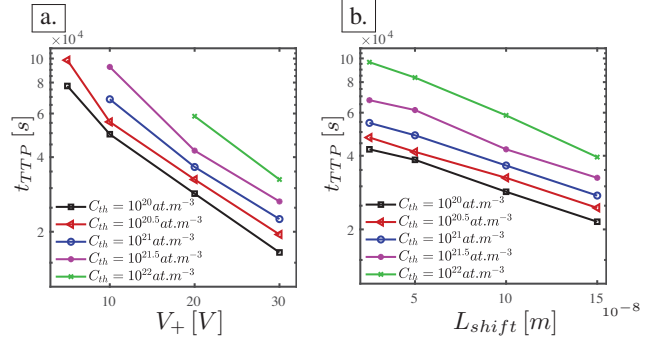 a.
×10⁴
10
8
6
4
2
t_TTP [s]
C_th = 10^20 at.m^−3
C_th = 10^20.5 at.m^−3
C_th = 10^21 at.m^−3
C_th = 10^21.5 at.m^−3
C_th = 10^22 at.m^−3
10 20 30
V_+ [V]
b.
×10⁴
10
8
6
4
2
t_TTP [s]
C_th = 10^20 at.m^−3
C_th = 10^20.5 at.m^−3
C_th = 10^21 at.m^−3
C_th = 10^21.5 at.m^−3
C_th = 10^22 at.m^−3
5 10 15
×10^−8
L_shift [m]